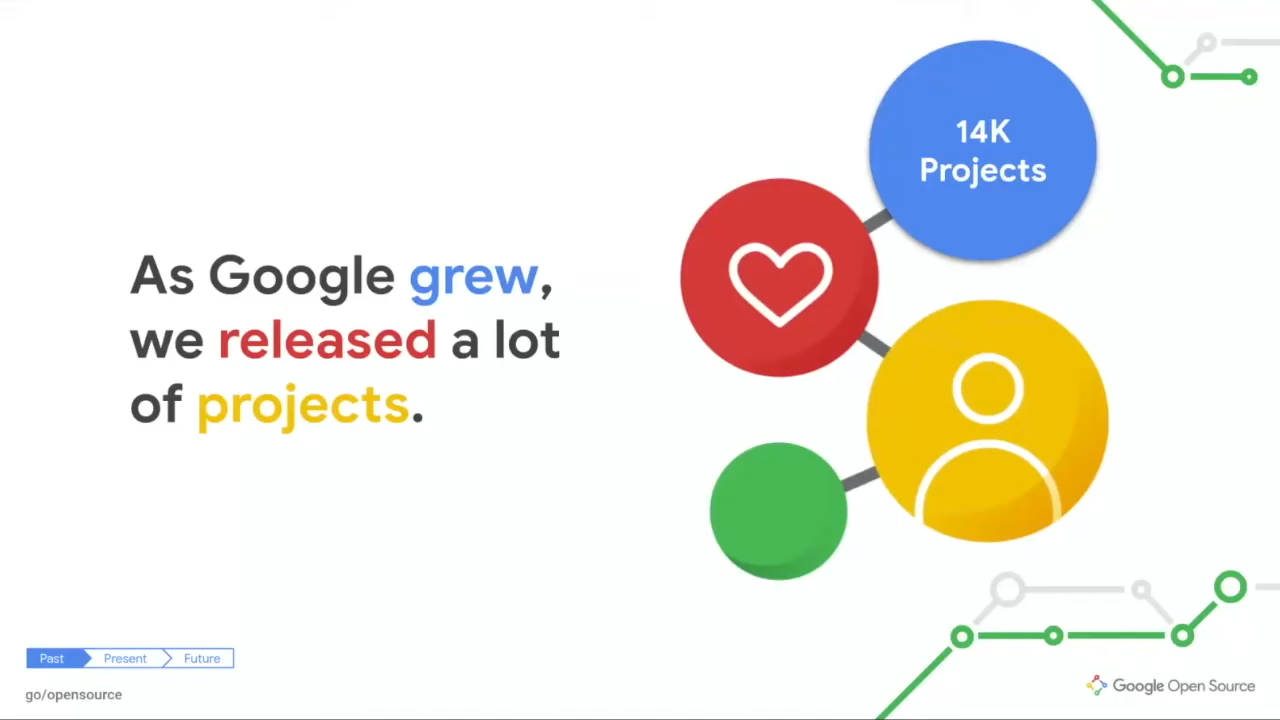 14K
Projects
As Google grew,
we released a lot
of projects.
Past
Present
Future
go/opensource
Google Open Source